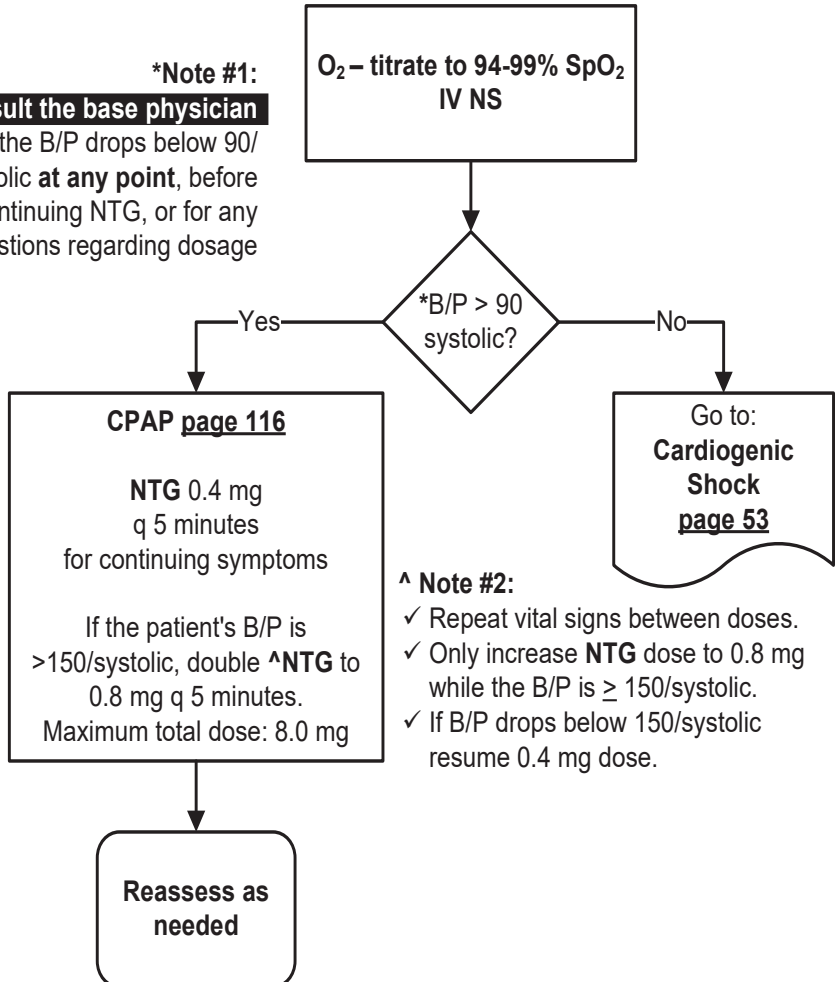 *Note #1:
the base physician
the B/P drops below 90/
at any point, before
NTG, or for any
regarding dosage
O₂ – titrate to 94-99% SpO₂
IV NS
*B/P > 90
systolic?
Yes
No
CPAP page 116
NTG 0.4 mg
q 5 minutes
for continuing symptoms
If the patient's B/P is
>150/systolic, double ^NTG to
0.8 mg q 5 minutes.
Maximum total dose: 8.0 mg
Go to:
Cardiogenic
Shock
page 53
^ Note #2:
✓ Repeat vital signs between doses.
✓ Only increase NTG dose to 0.8 mg
while the B/P is ≥ 150/systolic.
✓ If B/P drops below 150/systolic
resume 0.4 mg dose.
Reassess as
needed